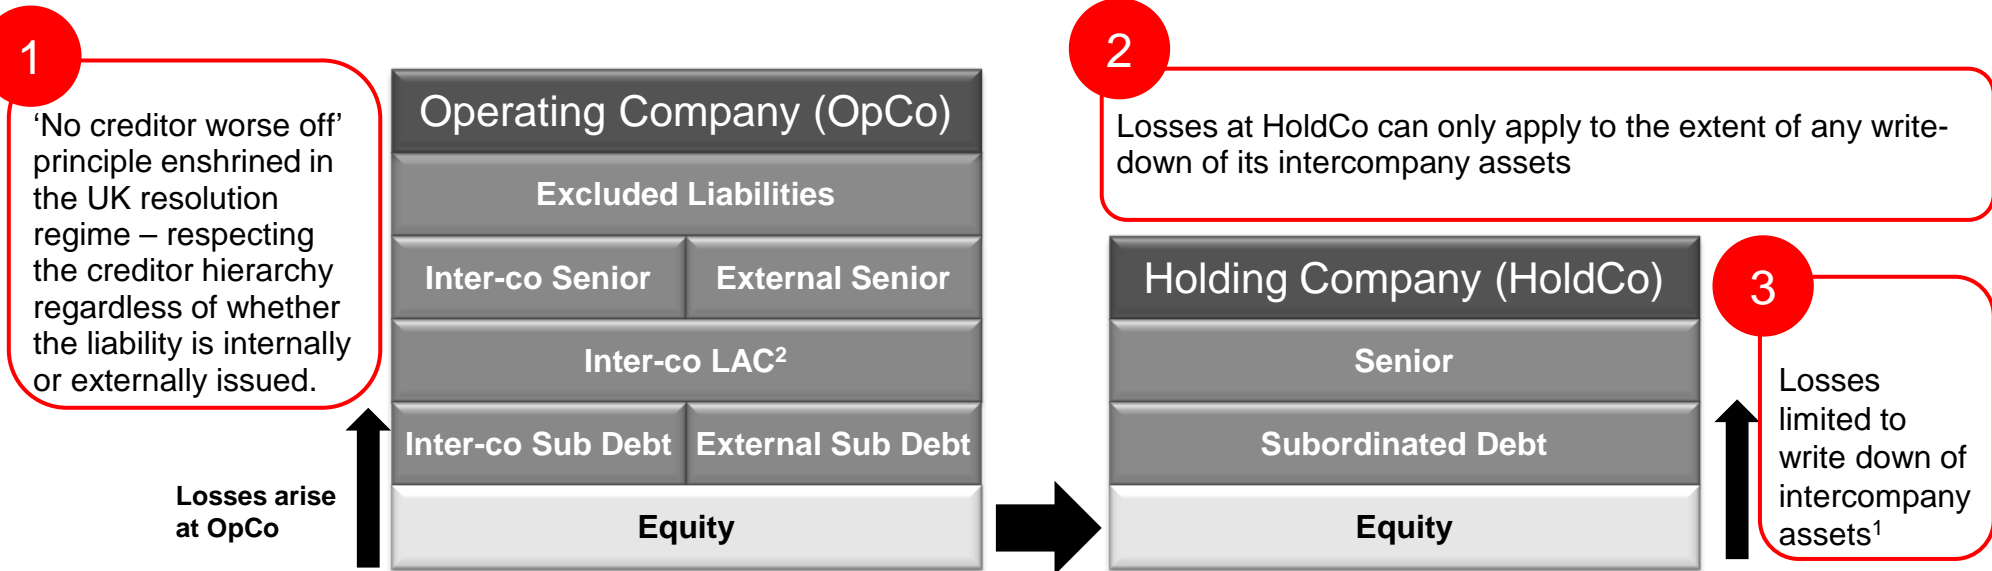 1
‘No creditor worse off’
principle enshrined in
the UK resolution
regime – respecting
the creditor hierarchy
regardless of whether
the liability is internally
or externally issued.
Losses arise
at OpCo
Operating Company (OpCo)
Excluded Liabilities
Inter-co Senior
External Senior
Inter-co LAC²
Inter-co Sub Debt
External Sub Debt
Equity
2
Losses at HoldCo can only apply to the extent of any write-
down of its intercompany assets
Holding Company (HoldCo)
Senior
Subordinated Debt
Equity
3
Losses
limited to
write down of
intercompany
assets¹